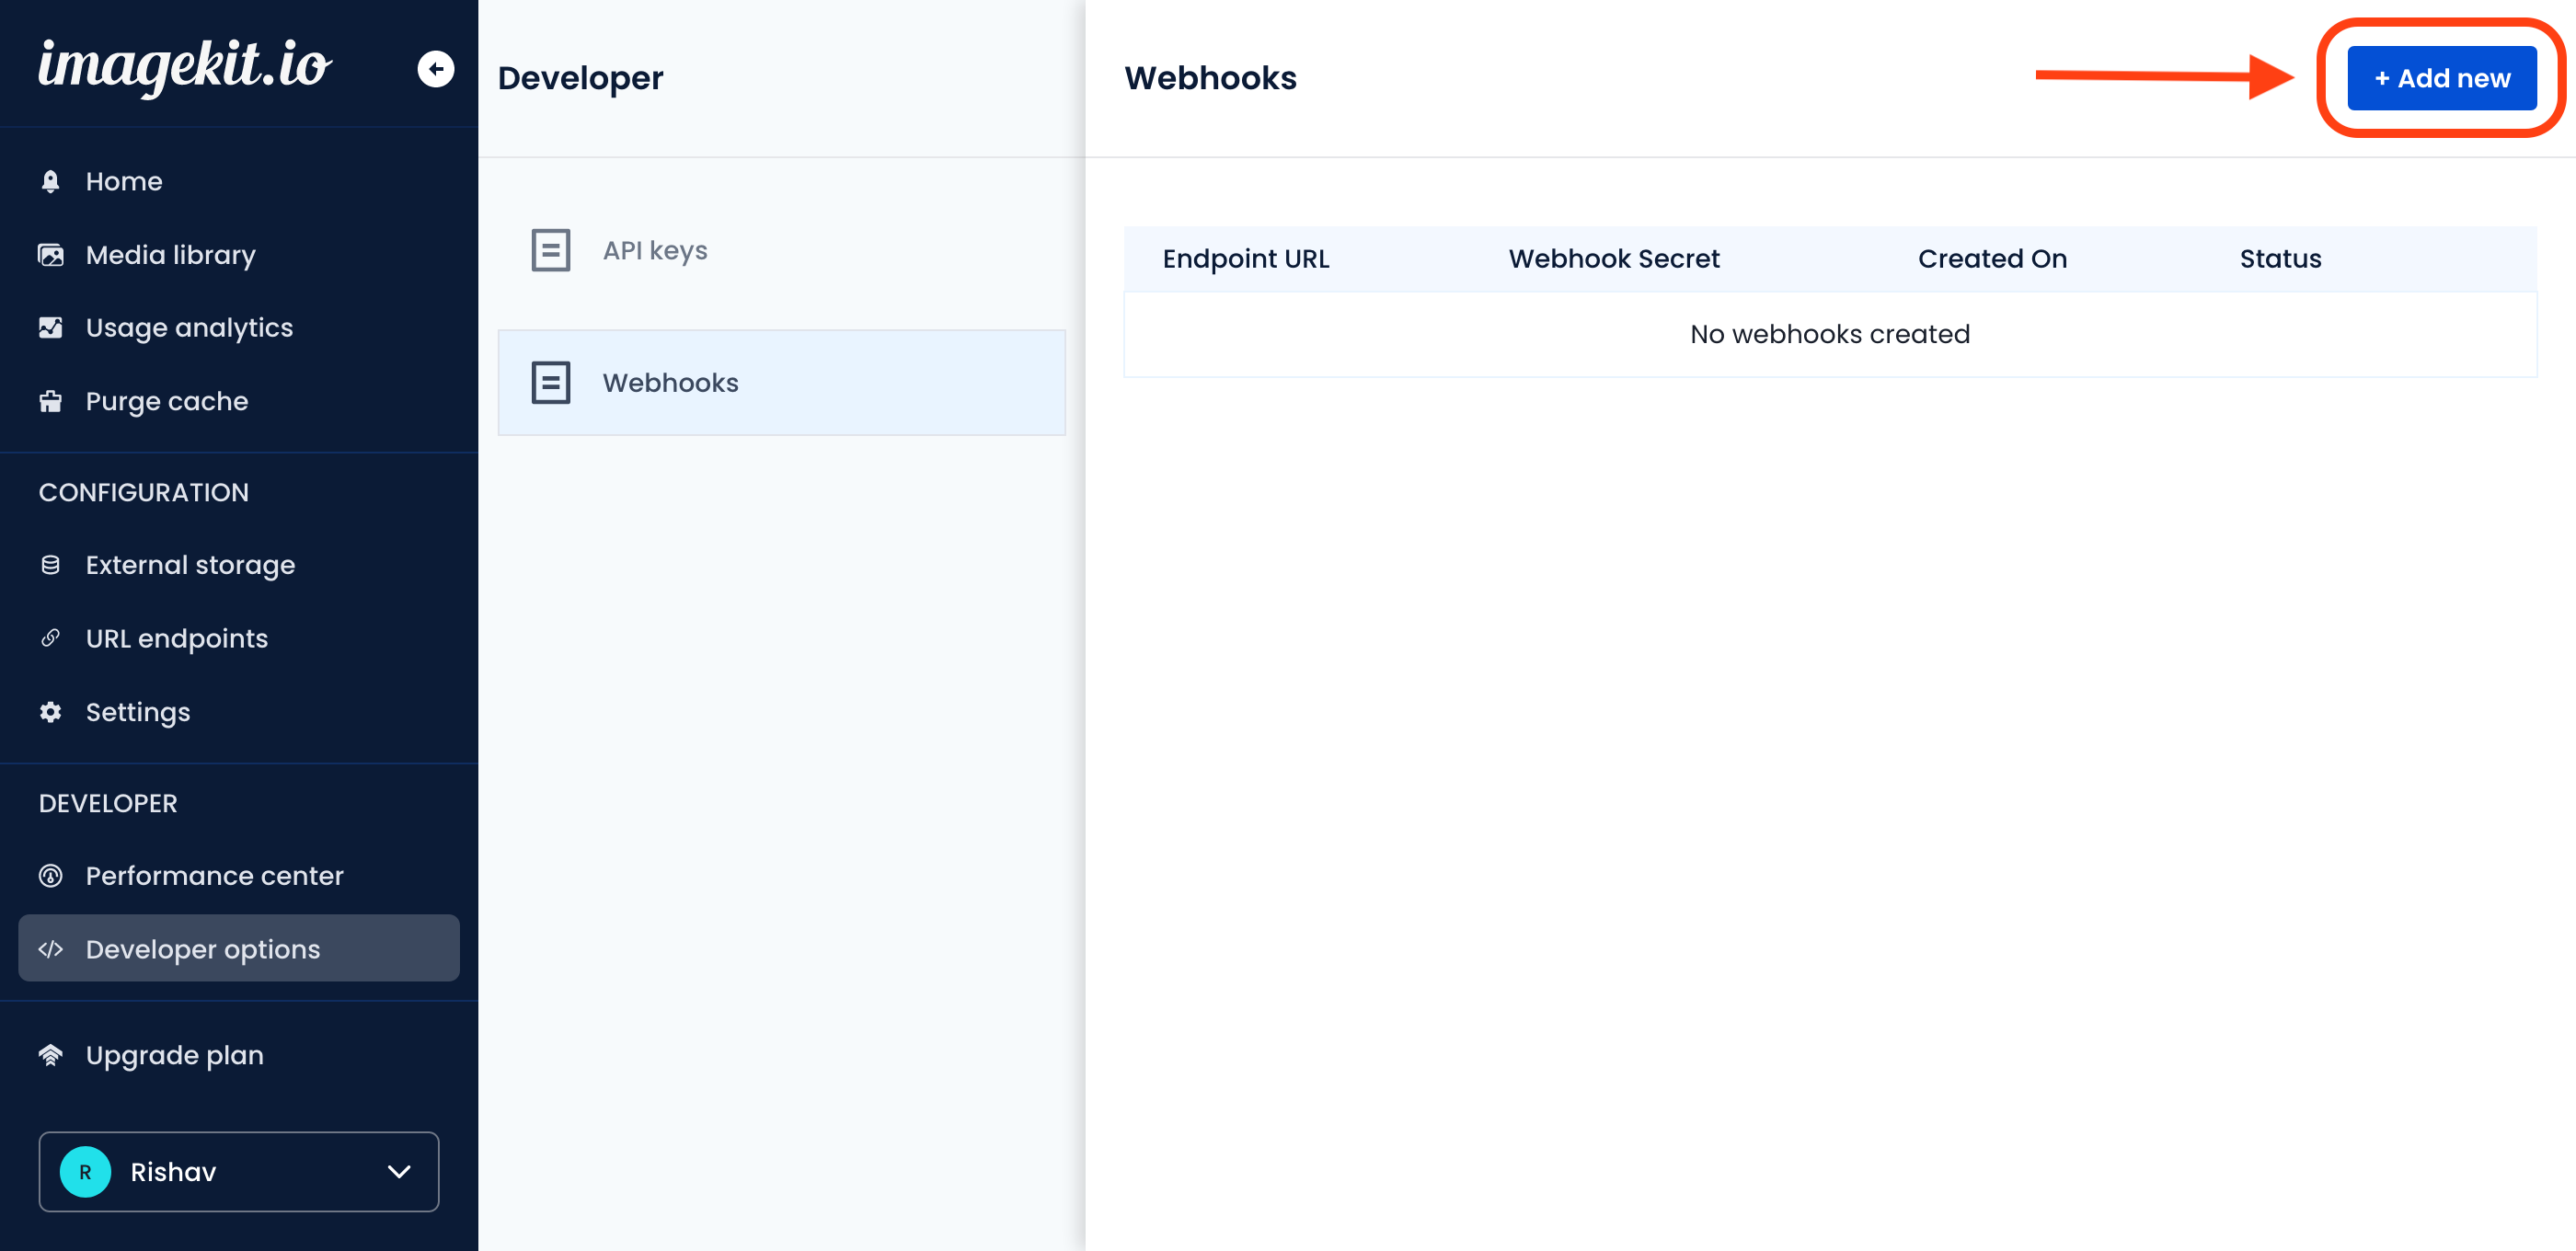 imagekit.io
Home
Media library
Usage analytics
Purge cache
CONFIGURATION
External storage
URL endpoints
Settings
DEVELOPER
Performance center
Developer options
Upgrade plan
R Rishav
Developer
API keys
Webhooks
Webhooks
+ Add new
Endpoint URL Webhook Secret Created On Status
No webhooks created